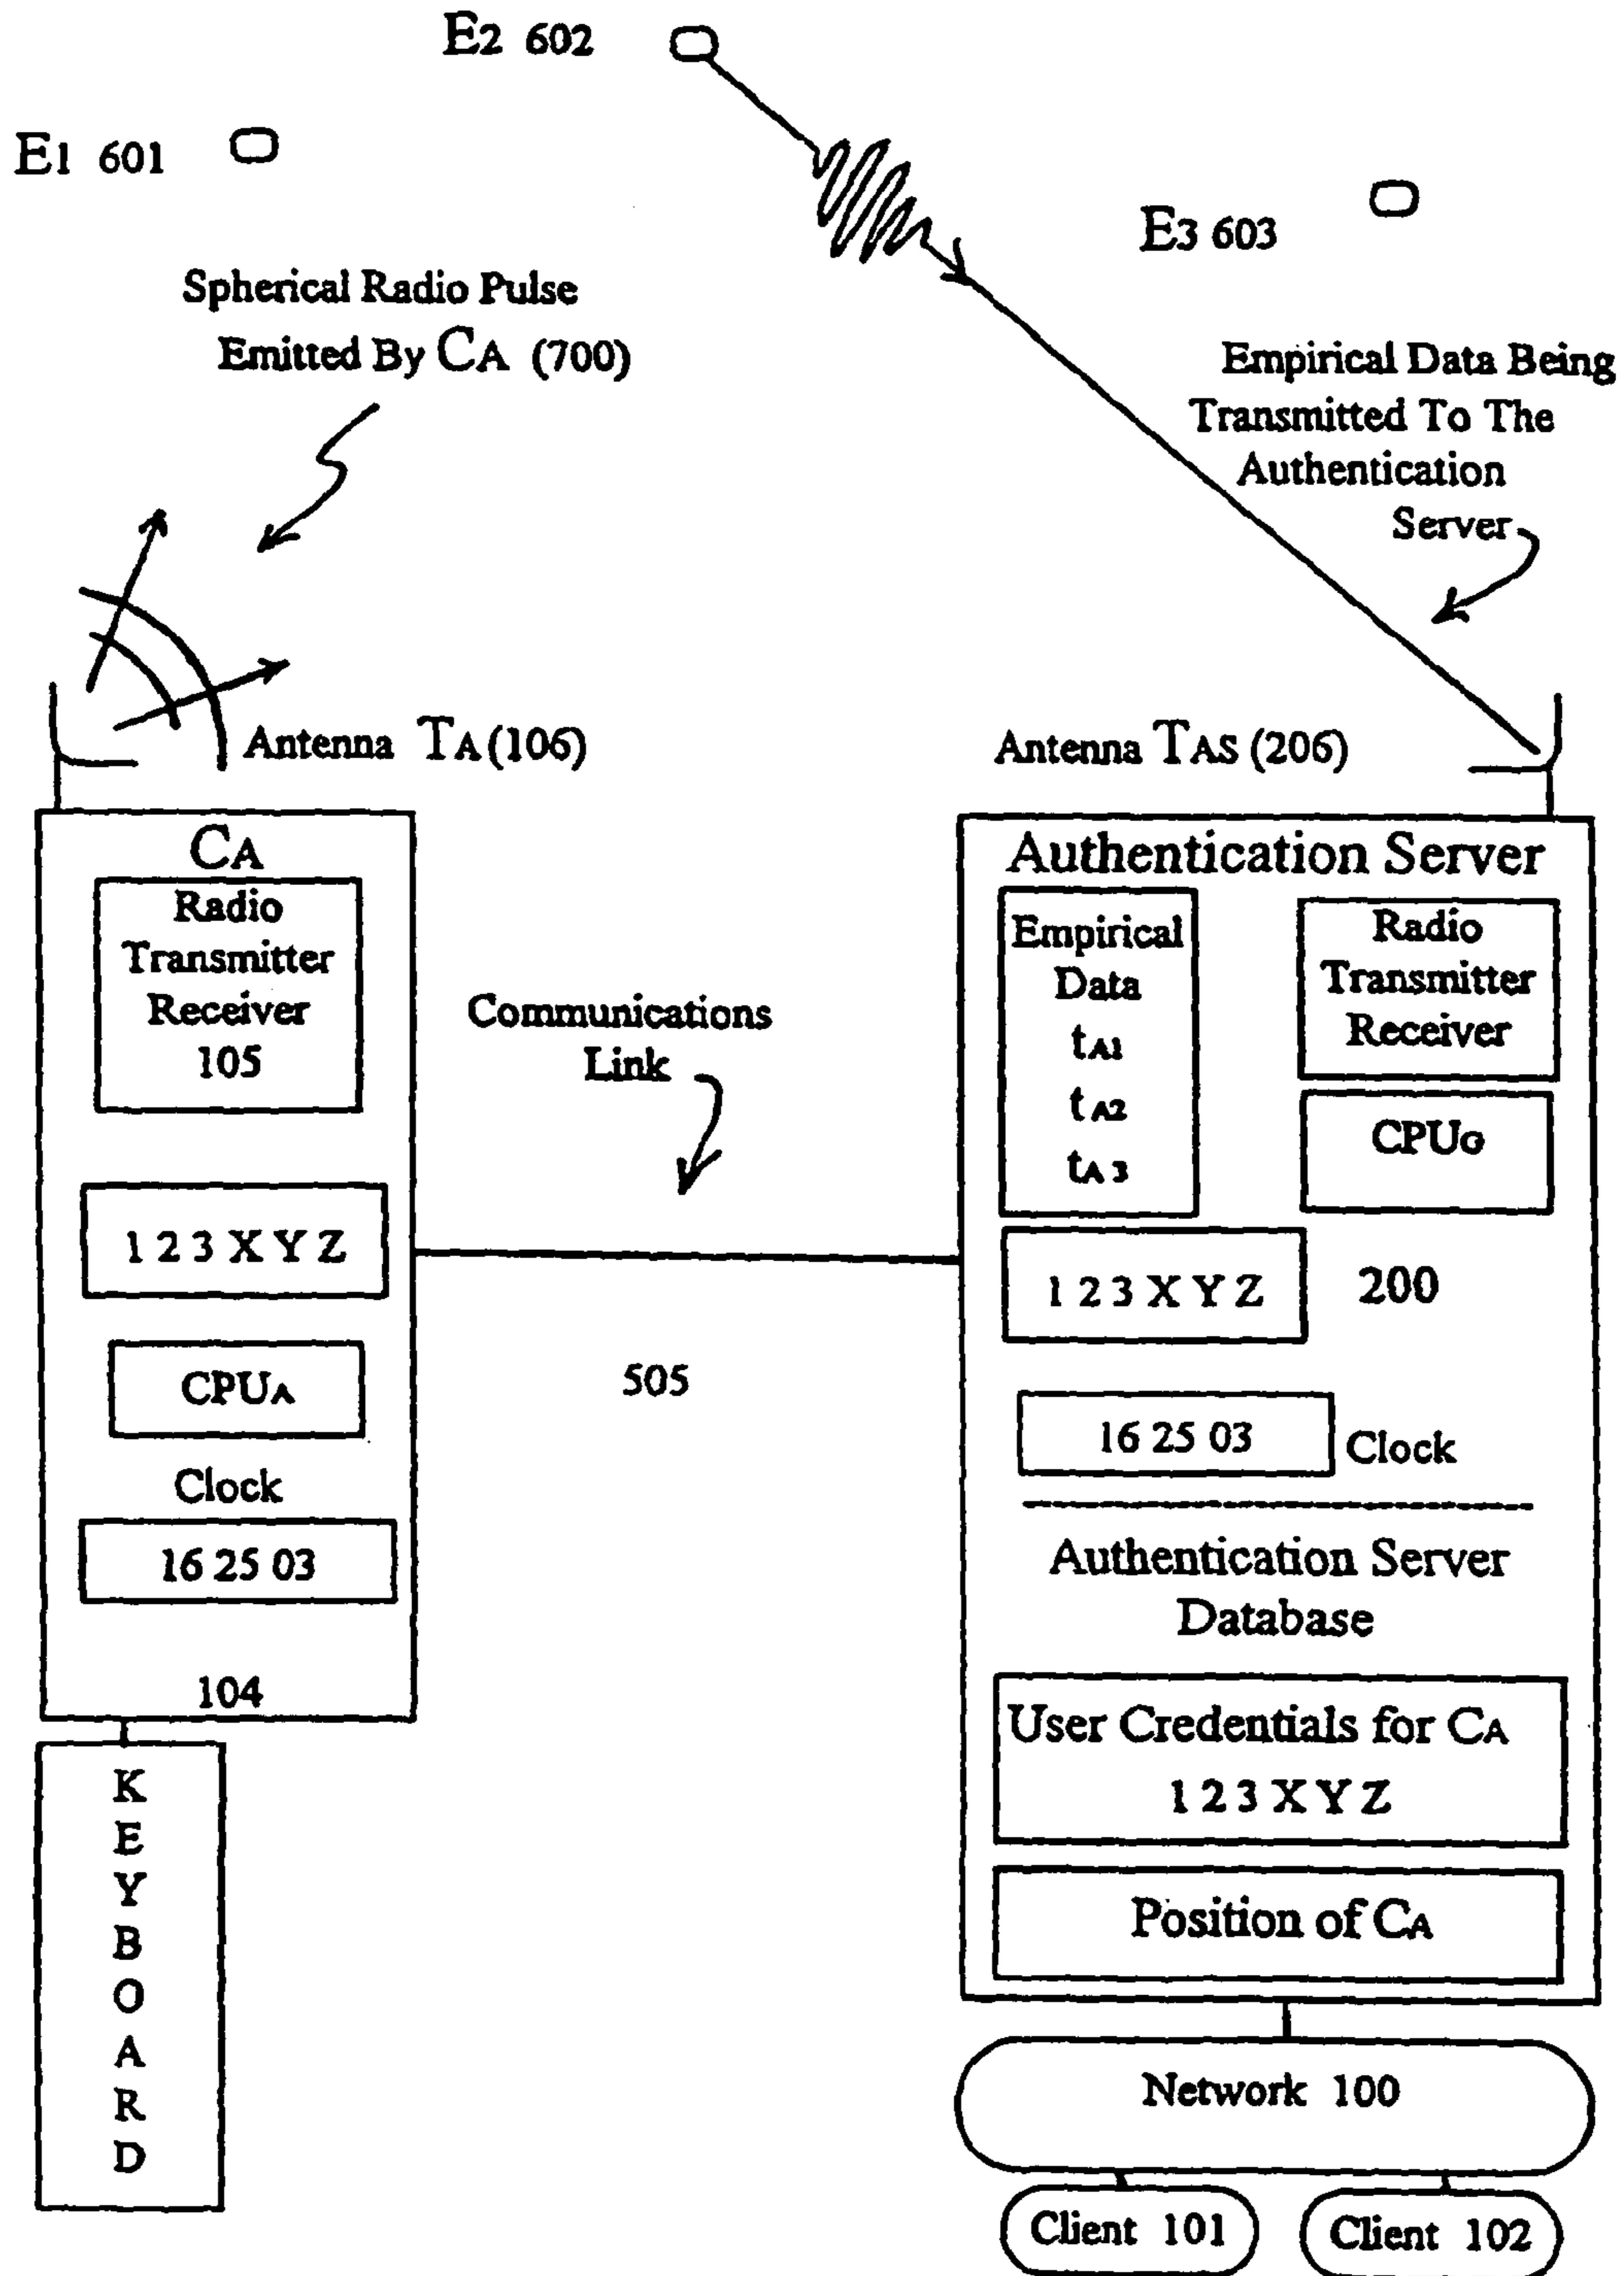 E2 602
E1 601
E3 603
Spherical Radio Pulse
Emitted By CA (700)
Empirical Data Being
Transmitted To The
Authentication
Server
Antenna TA (106)
Antenna TAS (206)
CA
Radio
Transmitter
Receiver
105
1 2 3 X Y Z
CPUA
Clock
16 25 03
104
KEYBOARD
Communications
Link
505
Authentication Server
Empirical
Data
tA1
tA2
tA3
Radio
Transmitter
Receiver
CPUG
1 2 3 X Y Z
200
16 25 03
Clock
Authentication Server
Database
User Credentials for CA
1 2 3 X Y Z
Position of CA
Network 100
Client 101
Client 102